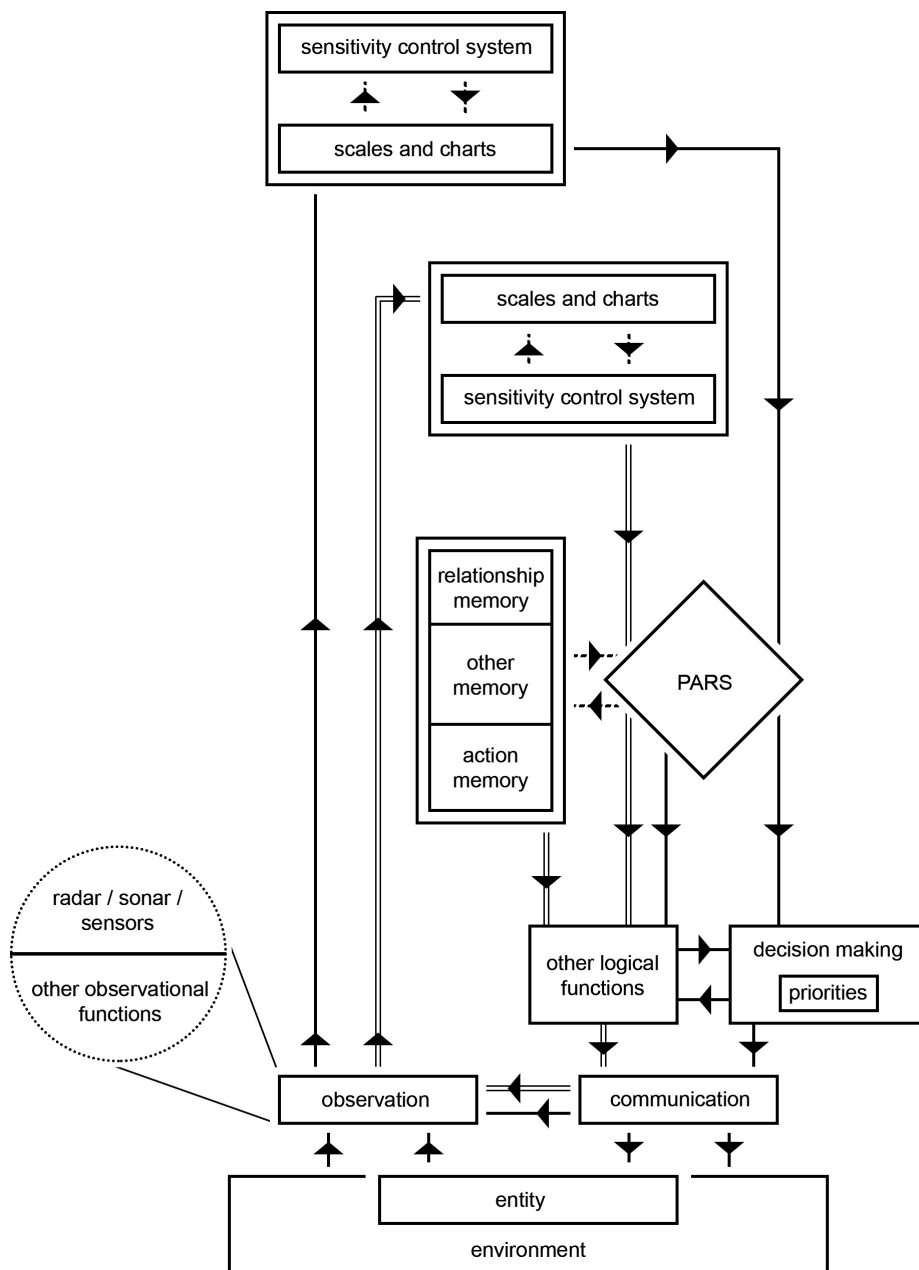 sensitivity control system
scales and charts
scales and charts
sensitivity control system
relationship
memory
other
memory
action
memory
PARS
radar / sonar /
sensors
other observational
functions
other logical
functions
decision making
priorities
observation
communication
entity
environment